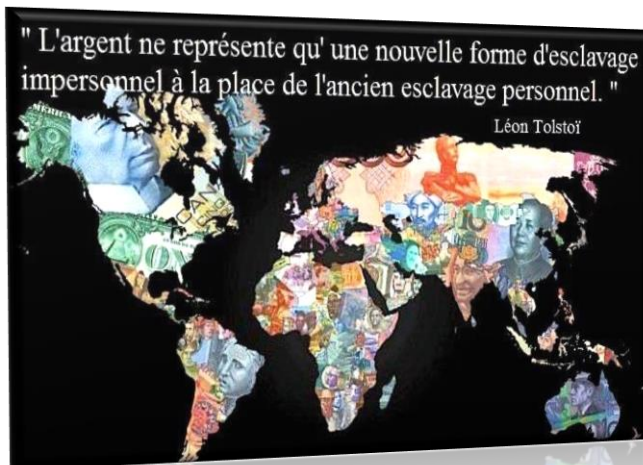 " L'argent ne représente qu' une nouvelle forme d'esclavage
impersonnel à la place de l'ancien esclavage personnel. "
Léon Tolstoï